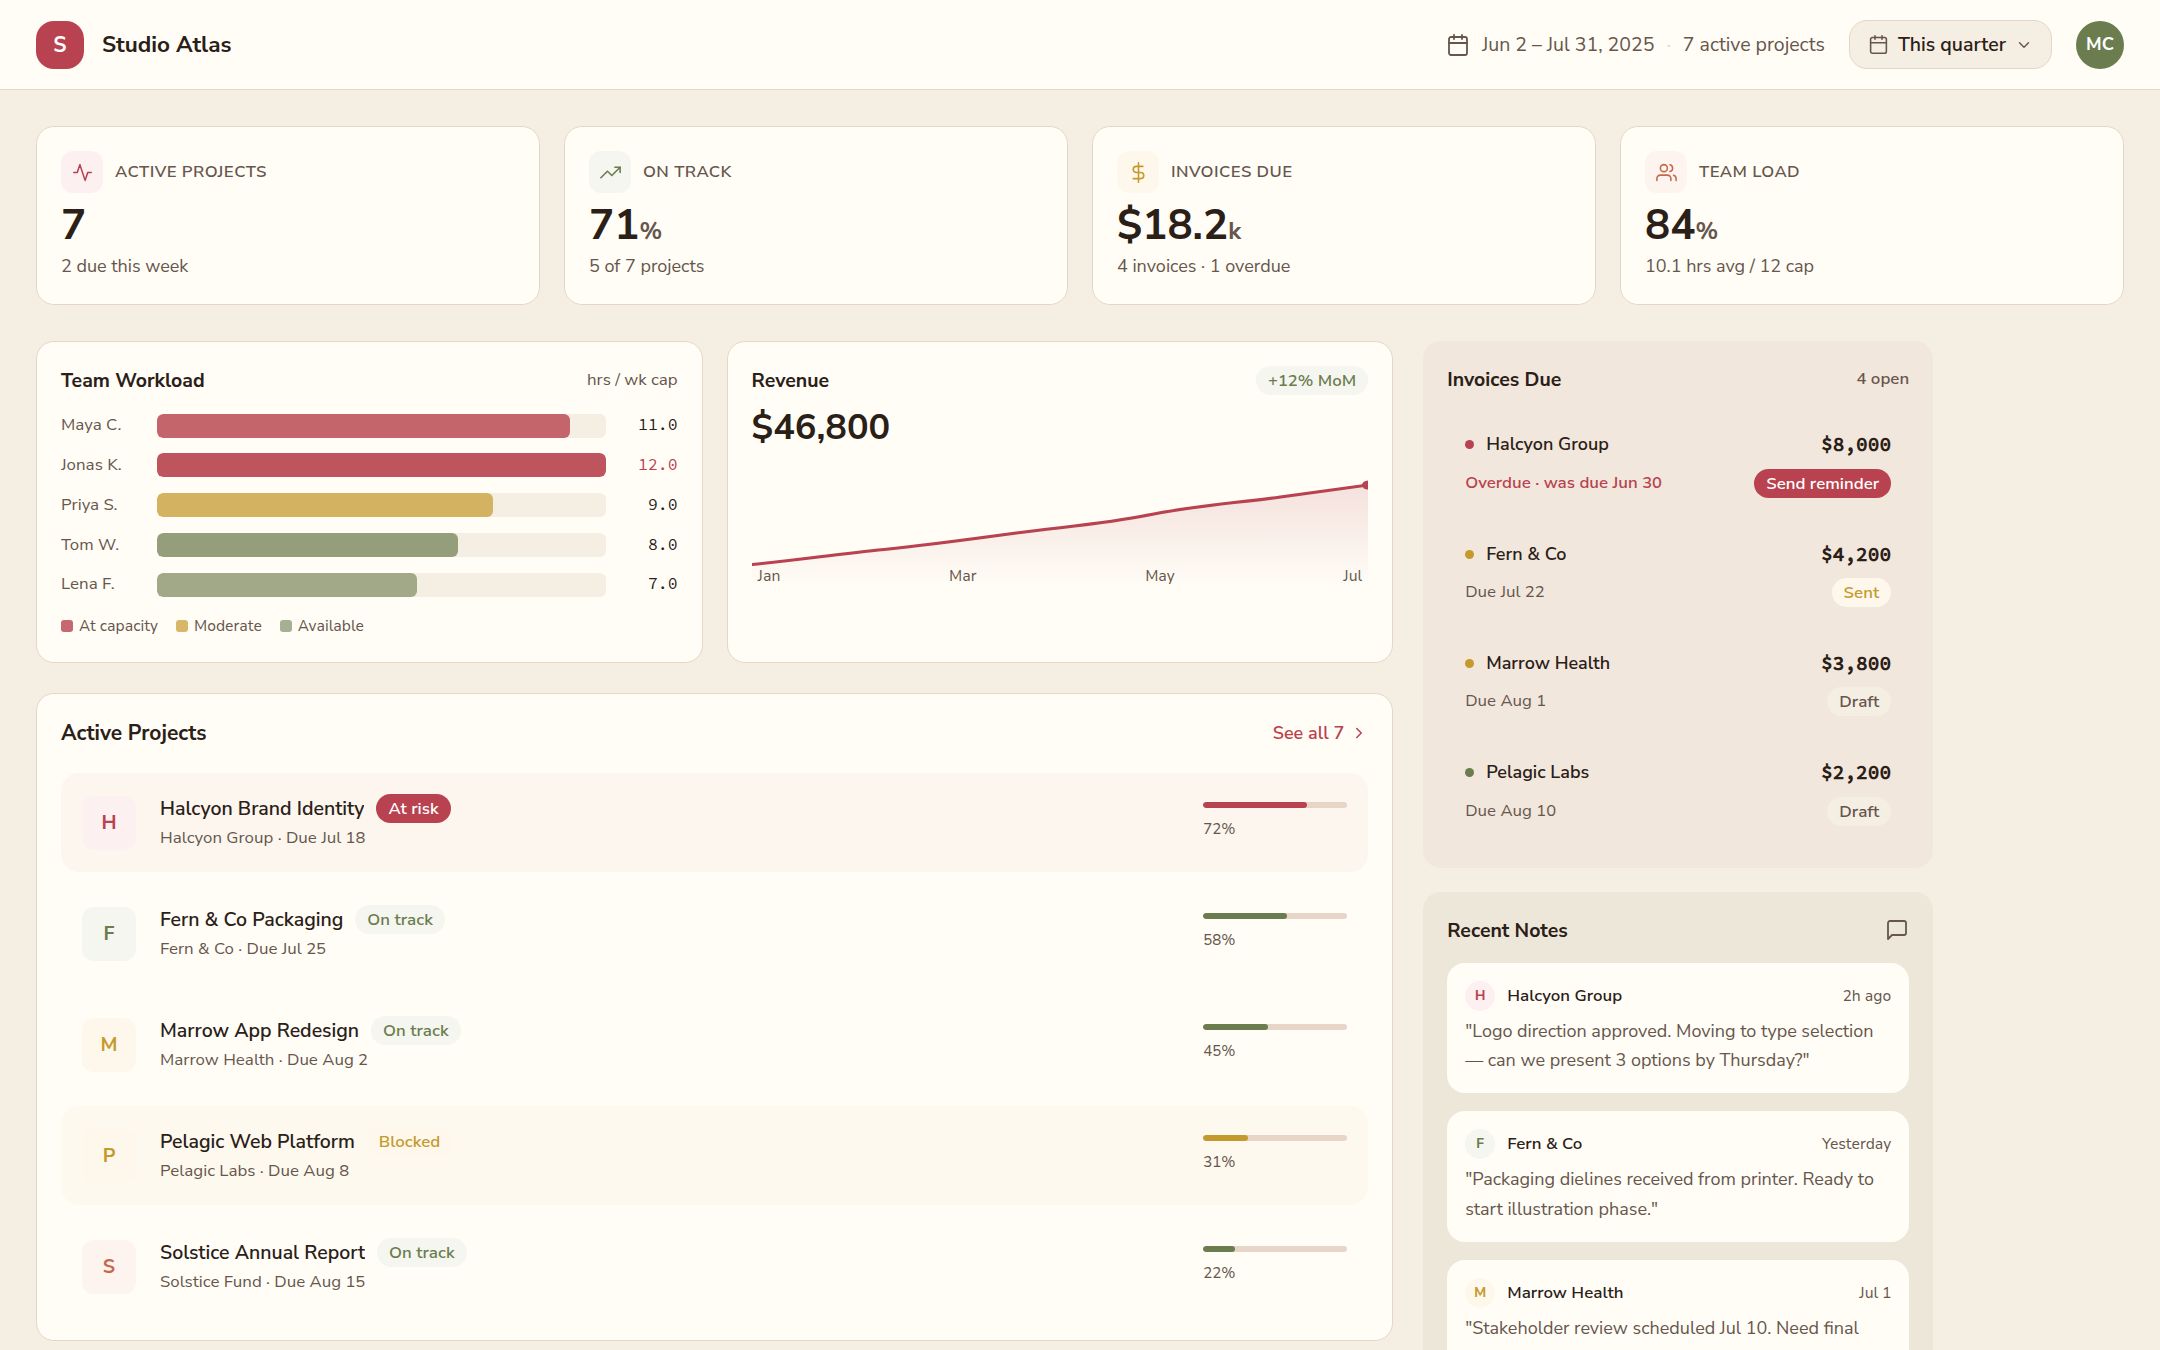 S Studio Atlas
Jun 2 – Jul 31, 2025 · 7 active projects
This quarter
MC
ACTIVE PROJECTS
7
2 due this week
ON TRACK
71%
5 of 7 projects
INVOICES DUE
$18.2k
4 invoices · 1 overdue
TEAM LOAD
84%
10.1 hrs avg / 12 cap
Team Workload hrs / wk cap
Maya C. 11.0
Jonas K. 12.0
Priya S. 9.0
Tom W. 8.0
Lena F. 7.0
At capacity Moderate Available
Revenue +12% MoM
$46,800
Jan Mar May Jul
Active Projects See all 7
H
Halcyon Brand Identity At risk
Halcyon Group · Due Jul 18
72%
F
Fern & Co Packaging On track
Fern & Co · Due Jul 25
58%
M
Marrow App Redesign On track
Marrow Health · Due Aug 2
45%
P
Pelagic Web Platform Blocked
Pelagic Labs · Due Aug 8
31%
S
Solstice Annual Report On track
Solstice Fund · Due Aug 15
22%
Invoices Due 4 open
Halcyon Group $8,000
Overdue · was due Jun 30 Send reminder
Fern & Co $4,200
Due Jul 22 Sent
Marrow Health $3,800
Due Aug 1 Draft
Pelagic Labs $2,200
Due Aug 10 Draft
Recent Notes
H Halcyon Group 2h ago
"Logo direction approved. Moving to type selection
— can we present 3 options by Thursday?"
F Fern & Co Yesterday
"Packaging dielines received from printer. Ready to
start illustration phase."
M Marrow Health Jul 1
"Stakeholder review scheduled Jul 10. Need final